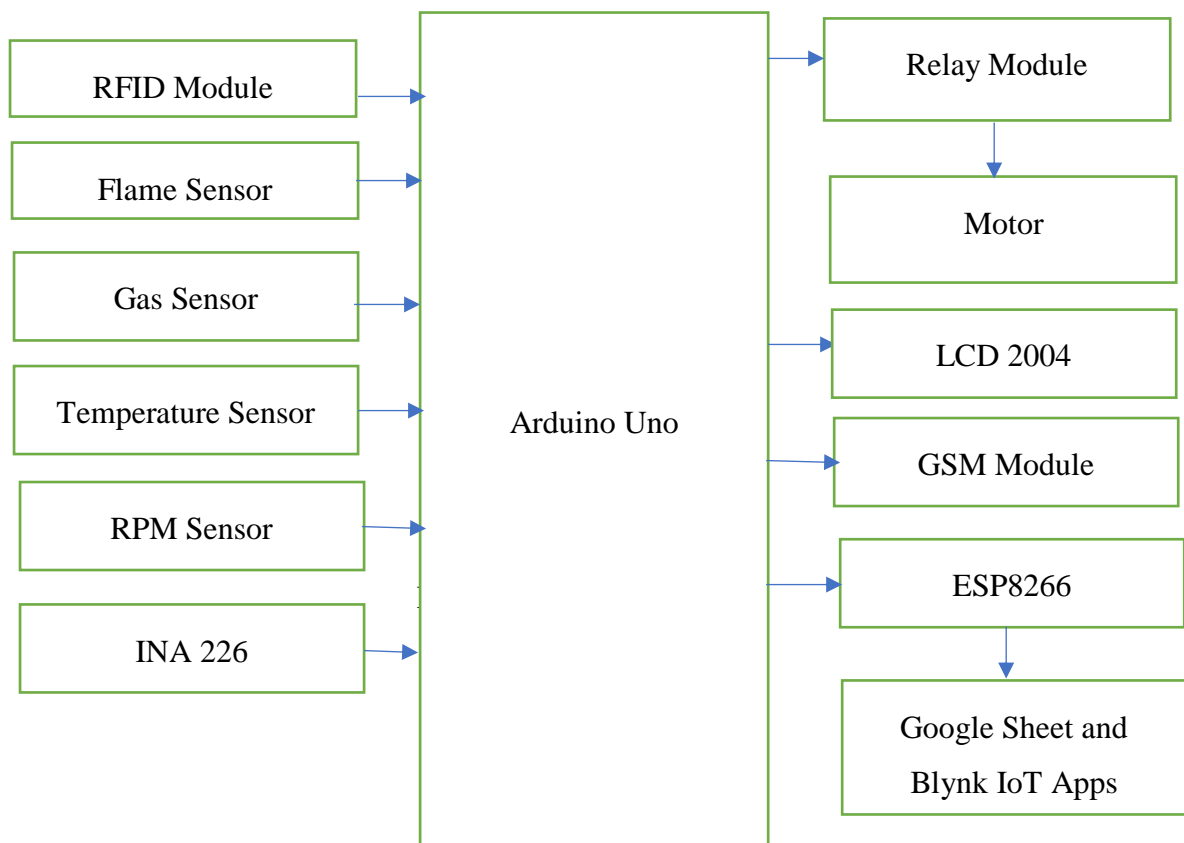 RFID Module
Flame Sensor
Gas Sensor
Temperature Sensor
RPM Sensor
INA 226
Arduino Uno
Relay Module
Motor
LCD 2004
GSM Module
ESP8266
Google Sheet and
Blynk IoT Apps